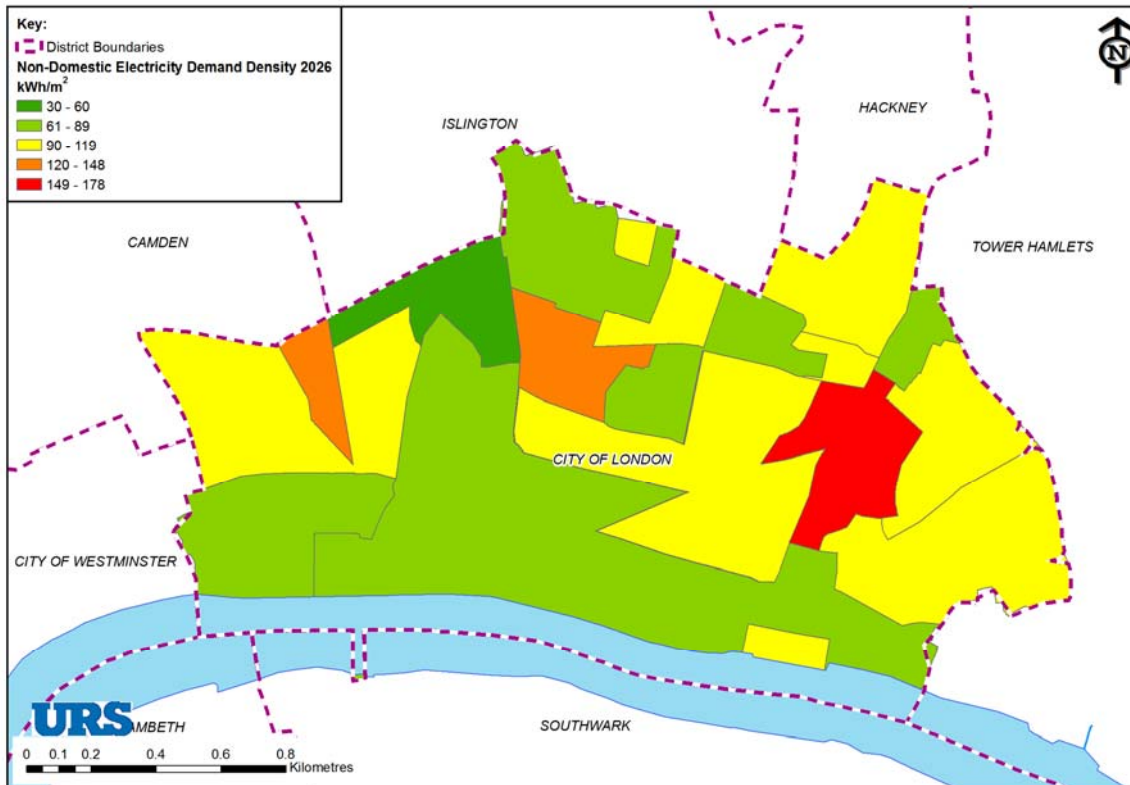 Key:
District Boundaries
Non-Domestic Electricity Demand Density 2026
kWh/m²
30 - 60
61 - 89
90 - 119
120 - 148
149 - 178
N
HACKNEY
ISLINGTON
CAMDEN
TOWER HAMLETS
CITY OF LONDON
CITY OF WESTMINSTER
URS
AMBETH
SOUTHWARK
0 0.1 0.2 0.4 0.6 0.8
Kilometres